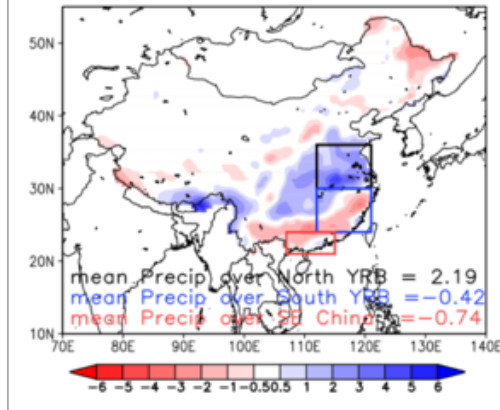 50N
40N
30N
20N
mean Precip over North YRB = 2.19
mean Precip over South YRB =-0.42
mean Precip over SE China =-0.74
10N
70E 80E 90E 100E 110E 120E 130E 140E
-6 -5 -4 -3 -2 -1 -0.5 0.5 1 2 3 4 5 6